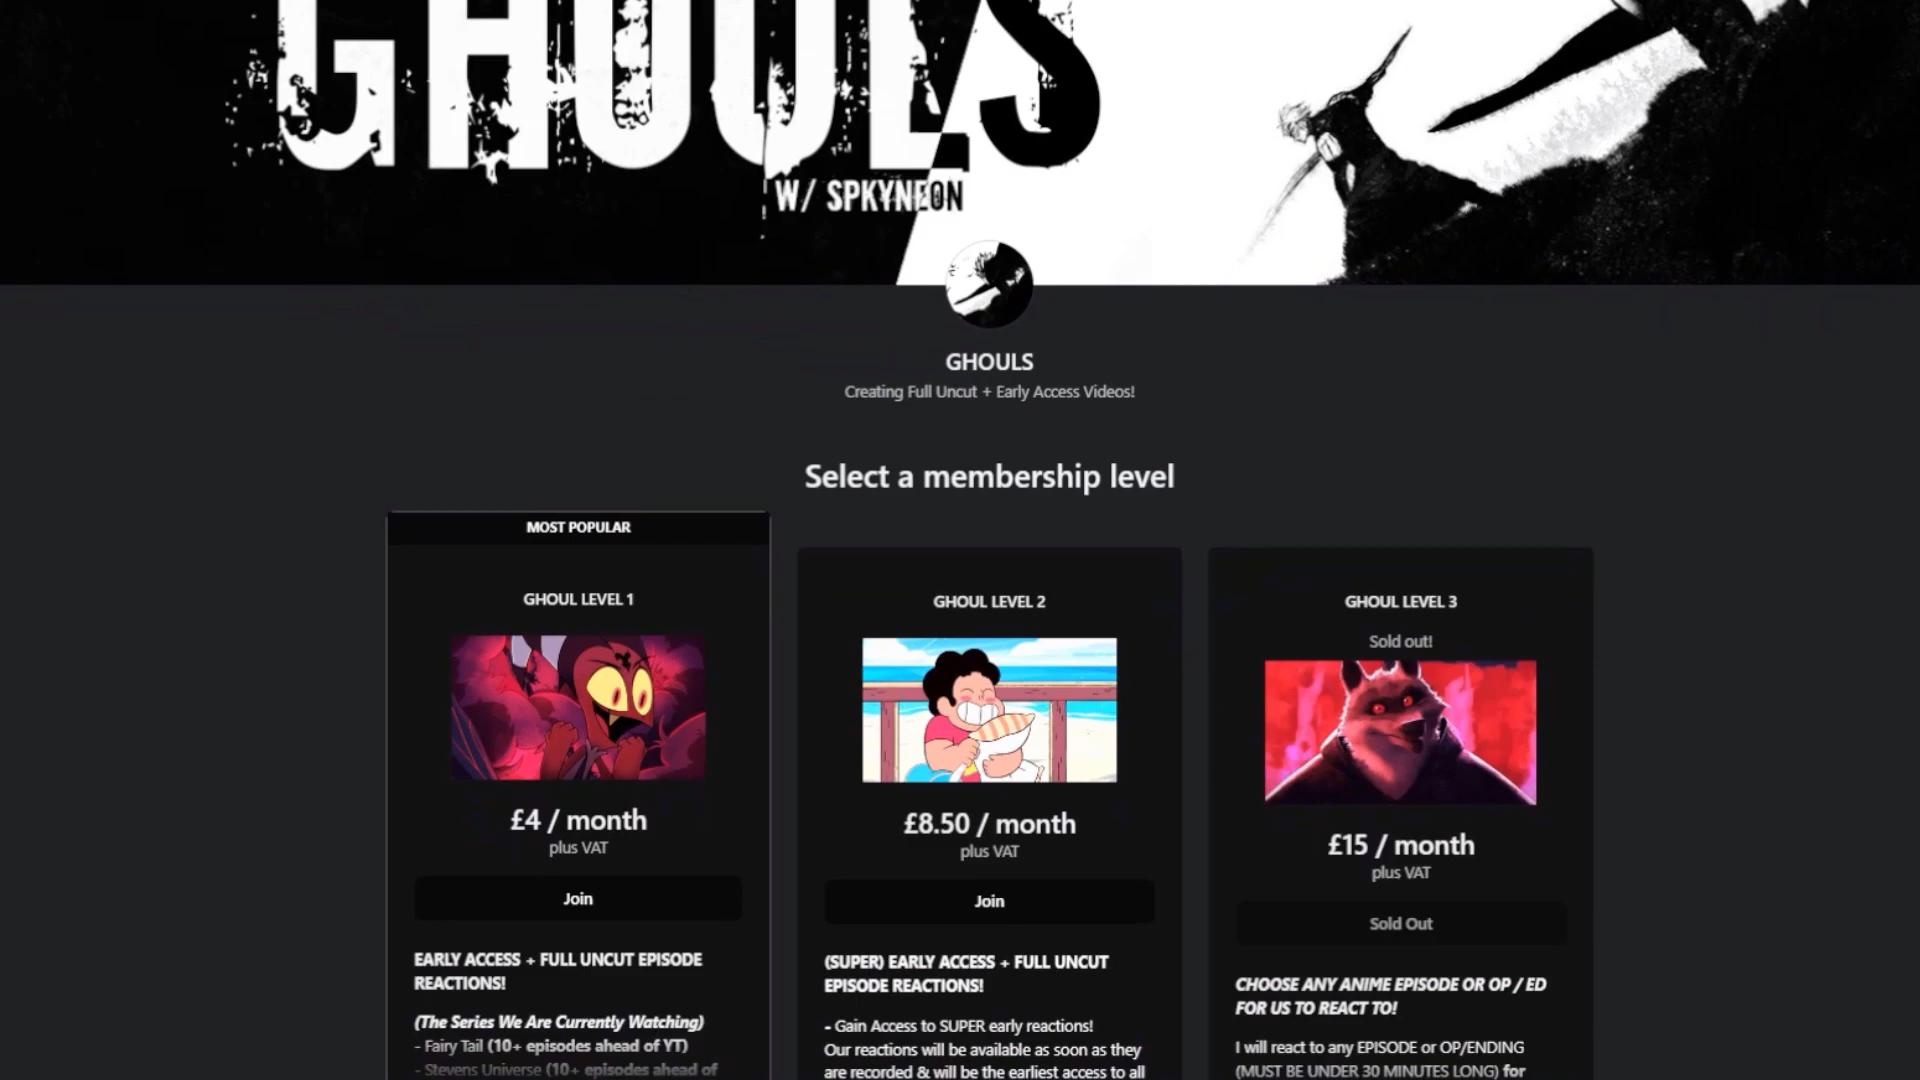 GHOULS
W/ SPKYNEON
GHOULS
Creating Full Uncut + Early Access Videos!
Select a membership level
MOST POPULAR
GHOUL LEVEL 1
£4 / month
plus VAT
Join
EARLY ACCESS + FULL UNCUT EPISODE
REACTIONS!
(The Series We Are Currently Watching)
- Fairy Tail (10+ episodes ahead of YT)
- Stevens Universe (10+ episodes ahead of
GHOUL LEVEL 2
£8.50 / month
plus VAT
Join
(SUPER) EARLY ACCESS + FULL UNCUT
EPISODE REACTIONS!
- Gain Access to SUPER early reactions!
Our reactions will be available as soon as they
are recorded & will be the earliest access to all
GHOUL LEVEL 3
Sold out!
£15 / month
plus VAT
Sold Out
CHOOSE ANY ANIME EPISODE OR OP / ED
FOR US TO REACT TO!
I will react to any EPISODE or OP/ENDING
(MUST BE UNDER 30 MINUTES LONG) for